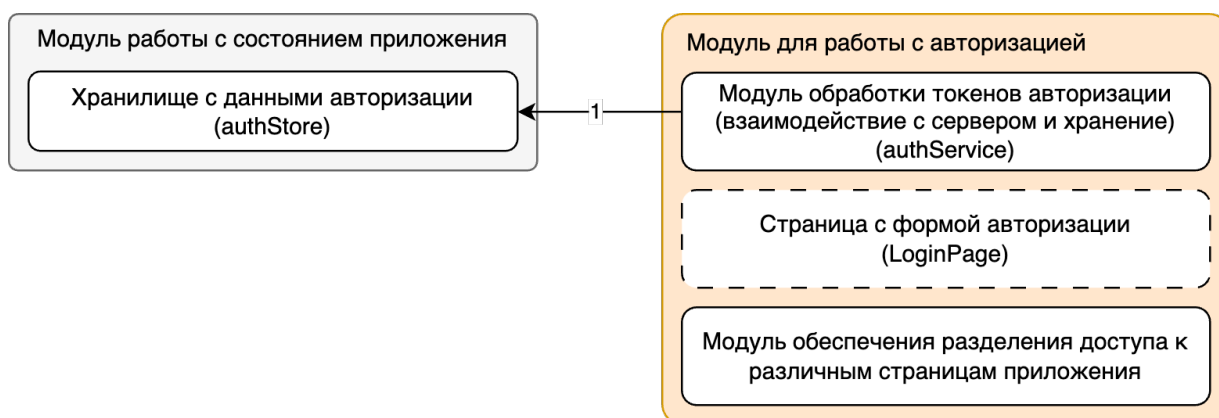 Модуль работы с состоянием приложения
Хранилище с данными авторизации
(authStore)
1
Модуль для работы с авторизацией
Модуль обработки токенов авторизации
(взаимодействие с сервером и хранение)
(authService)
Страница с формой авторизации
(LoginPage)
Модуль обеспечения разделения доступа к
различным страницам приложения